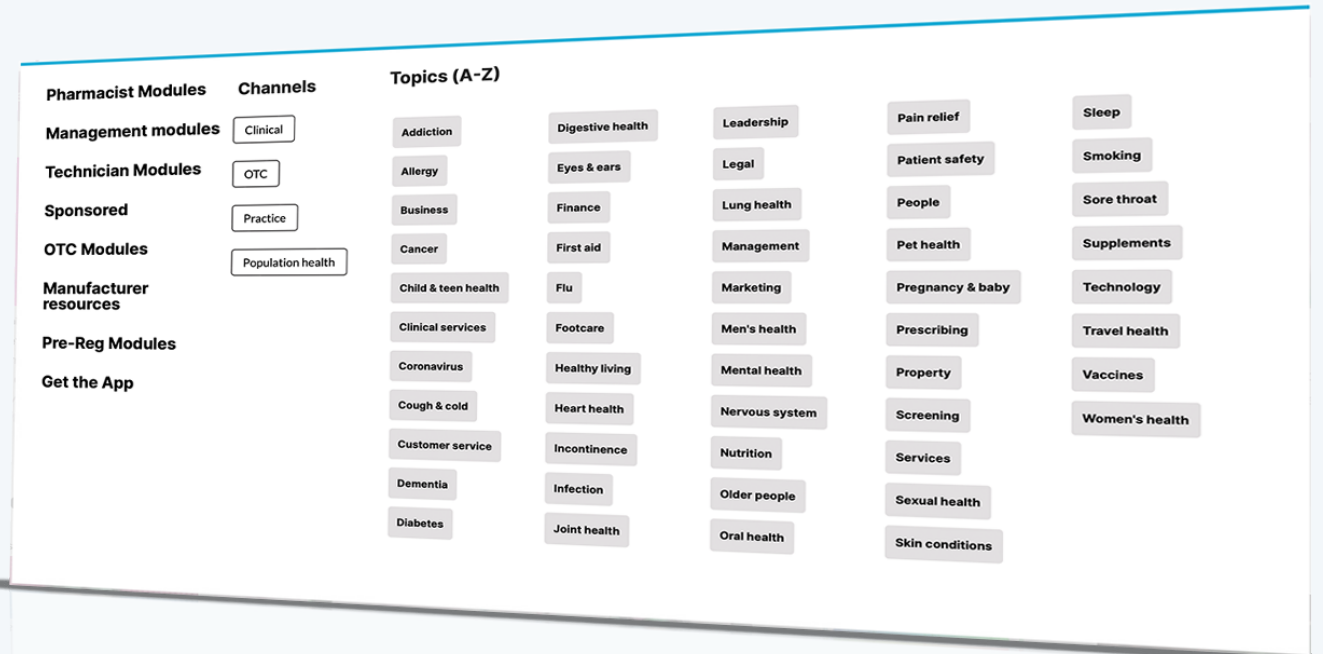 Pharmacist Modules
Management modules
Technician Modules
Sponsored
OTC Modules
Manufacturer
resources
Pre-Reg Modules
Get the App
Channels
Clinical
OTC
Practice
Population health
Topics (A-Z)
Addiction
Allergy
Business
Cancer
Child & teen health
Clinical services
Coronavirus
Cough & cold
Customer service
Dementia
Diabetes
Digestive health
Eyes & ears
Finance
First aid
Flu
Footcare
Healthy living
Heart health
Incontinence
Infection
Joint health
Leadership
Legal
Lung health
Management
Marketing
Men's health
Mental health
Nervous system
Nutrition
Older people
Oral health
Pain relief
Patient safety
People
Pet health
Pregnancy & baby
Prescribing
Property
Screening
Services
Sexual health
Skin conditions
Sleep
Smoking
Sore throat
Supplements
Technology
Travel health
Vaccines
Women's health